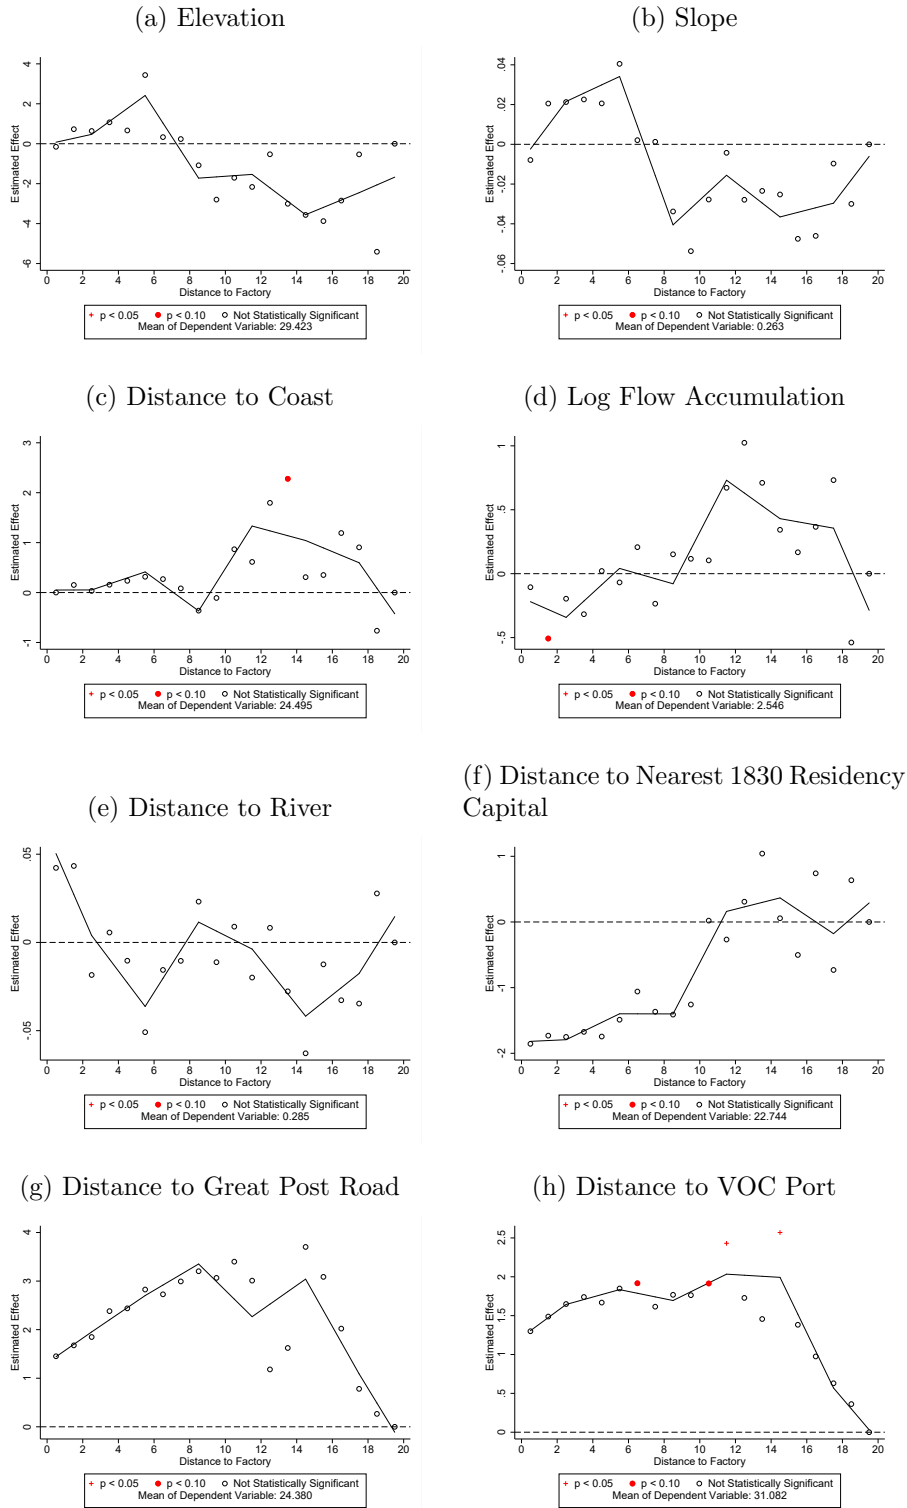 (a) Elevation
(b) Slope
Estimated Effect
4
2
0
-2
-4
-6
0 2 4 6 8 10 12 14 16 18 20
Distance to Factory
+ p < 0.05 ● p < 0.10 ○ Not Statistically Significant
Mean of Dependent Variable: 29.423
Estimated Effect
.04
.02
0
-.02
-.04
-.06
0 2 4 6 8 10 12 14 16 18 20
Distance to Factory
+ p < 0.05 ● p < 0.10 ○ Not Statistically Significant
Mean of Dependent Variable: 0.263
(c) Distance to Coast
(d) Log Flow Accumulation
Estimated Effect
3
2
1
0
-1
0 2 4 6 8 10 12 14 16 18 20
Distance to Factory
+ p < 0.05 ● p < 0.10 ○ Not Statistically Significant
Mean of Dependent Variable: 24.495
Estimated Effect
1
.5
0
-.5
0 2 4 6 8 10 12 14 16 18 20
Distance to Factory
+ p < 0.05 ● p < 0.10 ○ Not Statistically Significant
Mean of Dependent Variable: 2.546
(e) Distance to River
(f) Distance to Nearest 1830 Residency
Capital
Estimated Effect
.05
0
-.05
0 2 4 6 8 10 12 14 16 18 20
Distance to Factory
+ p < 0.05 ● p < 0.10 ○ Not Statistically Significant
Mean of Dependent Variable: 0.285
Estimated Effect
1
0
-1
-2
0 2 4 6 8 10 12 14 16 18 20
Distance to Factory
+ p < 0.05 ● p < 0.10 ○ Not Statistically Significant
Mean of Dependent Variable: 22.744
(g) Distance to Great Post Road
(h) Distance to VOC Port
Estimated Effect
4
3
2
1
0
0 2 4 6 8 10 12 14 16 18 20
Distance to Factory
+ p < 0.05 ● p < 0.10 ○ Not Statistically Significant
Mean of Dependent Variable: 24.380
Estimated Effect
2.5
2
1.5
1
.5
0
0 2 4 6 8 10 12 14 16 18 20
Distance to Factory
+ p < 0.05 ● p < 0.10 ○ Not Statistically Significant
Mean of Dependent Variable: 31.082